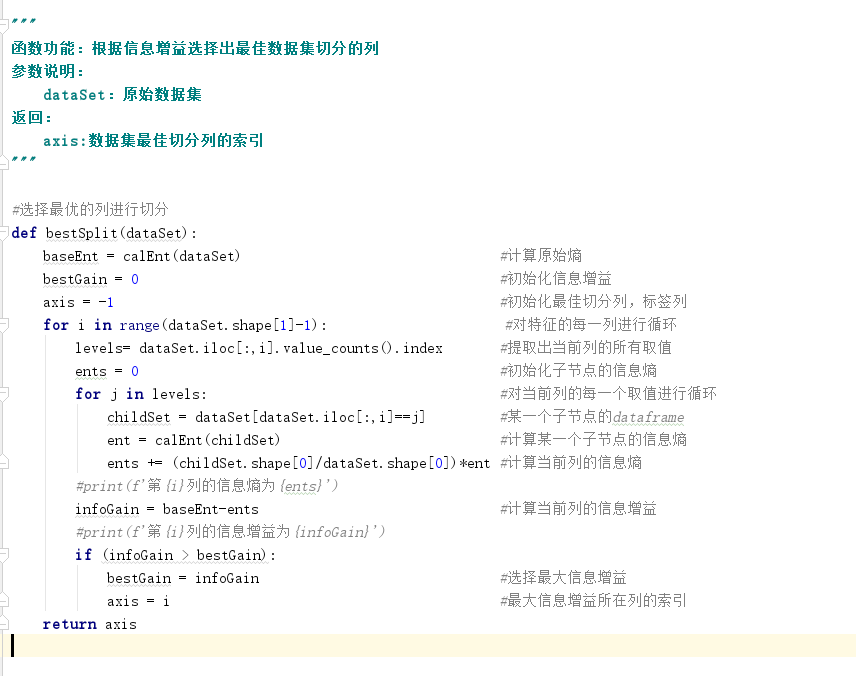 """
函数功能：根据信息增益选择出最佳数据集切分的列
参数说明：
    dataSet：原始数据集
返回：
    axis:数据集最佳切分列的索引
"""
#选择最优的列进行切分
def bestSplit(dataSet):
    baseEnt = calEnt(dataSet)                                #计算原始熵
    bestGain = 0                                             #初始化信息增益
    axis = -1                                                #初始化最佳切分列，标签列
    for i in range(dataSet.shape[1]-1):                      #对特征的每一列进行循环
        levels= dataSet.iloc[:,i].value_counts().index       #提取出当前列的所有取值
        ents = 0                                             #初始化子节点的信息熵
        for j in levels:                                     #对当前列的每一个取值进行循环
            childSet = dataSet[dataSet.iloc[:,i]==j]         #某一个子节点的dataframe
            ent = calEnt(childSet)                           #计算某一个子节点的信息熵
            ents += (childSet.shape[0]/dataSet.shape[0])*ent #计算当前列的信息熵
        #print(f'第{i}列的信息熵为{ents}')
        infoGain = baseEnt-ents                              #计算当前列的信息增益
        #print(f'第{i}列的信息增益为{infoGain}')
        if (infoGain > bestGain):
            bestGain = infoGain                              #选择最大信息增益
            axis = i                                         #最大信息增益所在列的索引
    return axis